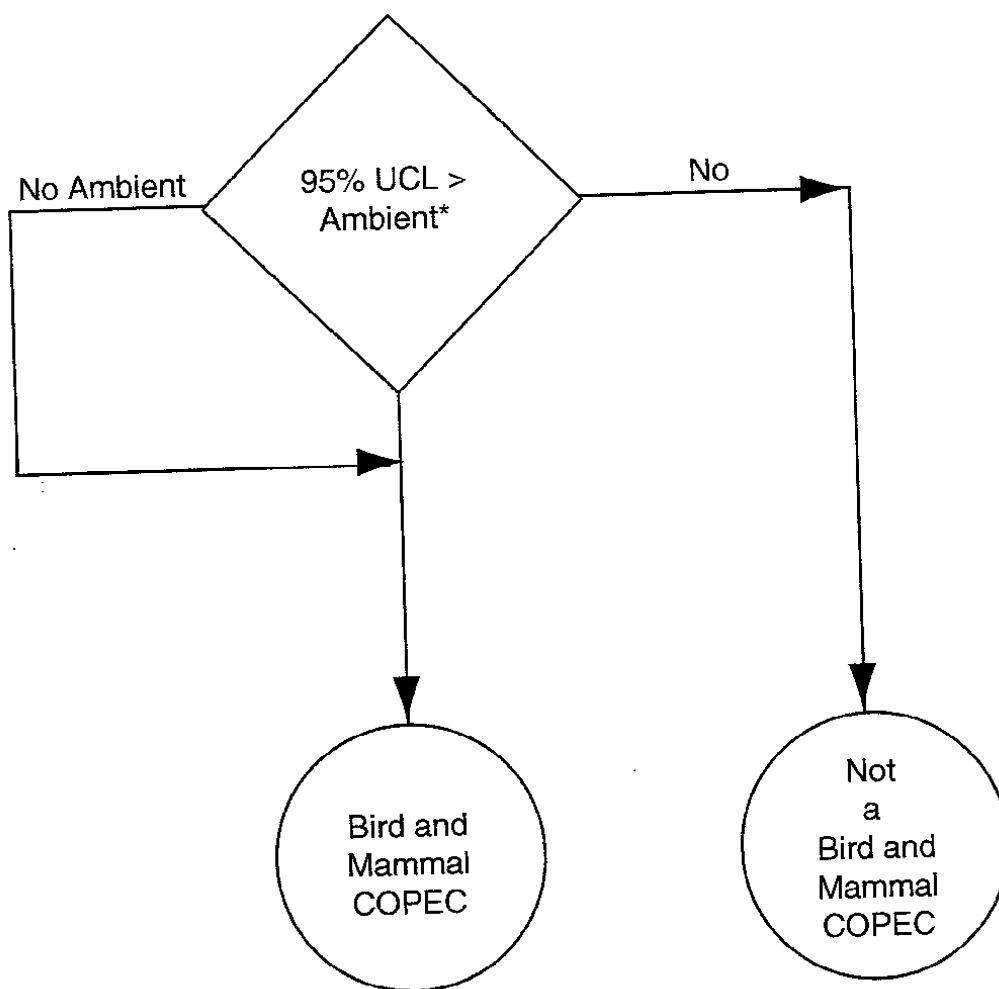 95% UCL >
Ambient*
No Ambient
No
Bird and
Mammal
COPEC
Not
a
Bird and
Mammal
COPEC